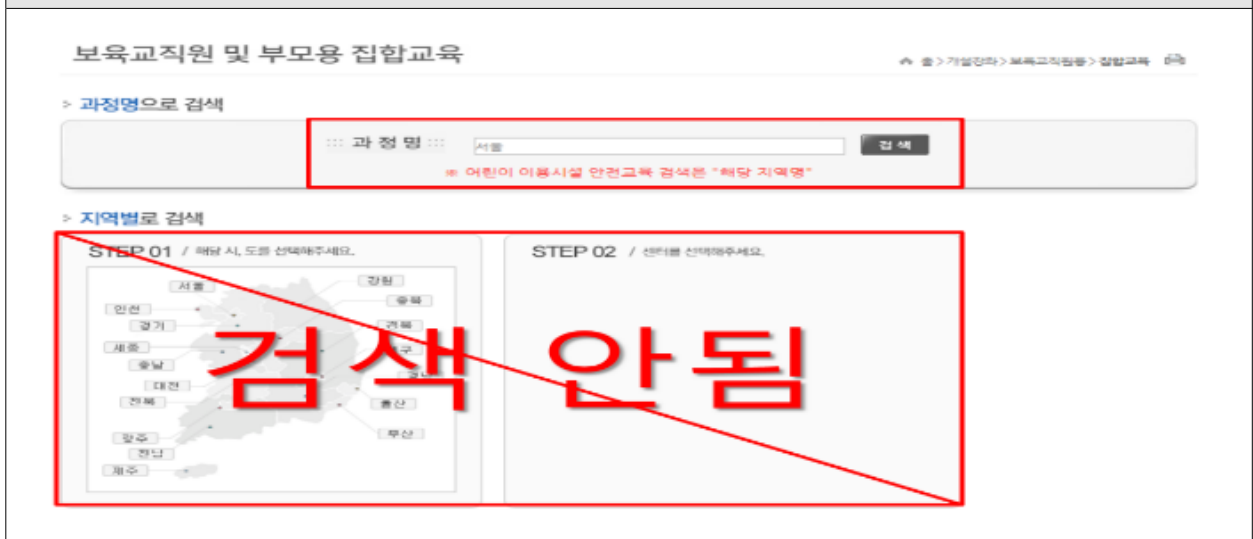 보육교직원 및 부모용 집합교육
홈 > 개설강좌 > 보육교직원용 > 집합교육
> 과정명으로 검색
::: 과 정 명 :::
서울
검 색
※ 어린이 이용시설 안전교육 검색은 "해당 지역명"
> 지역별로 검색
STEP 01 / 해당 시, 도를 선택해주세요.
STEP 02 / 센터를 선택해주세요.
서울
강원
인천
충북
경기
경북
세종
충남
대전
전북
울산
광주
부산
전남
제주
검색 안됨